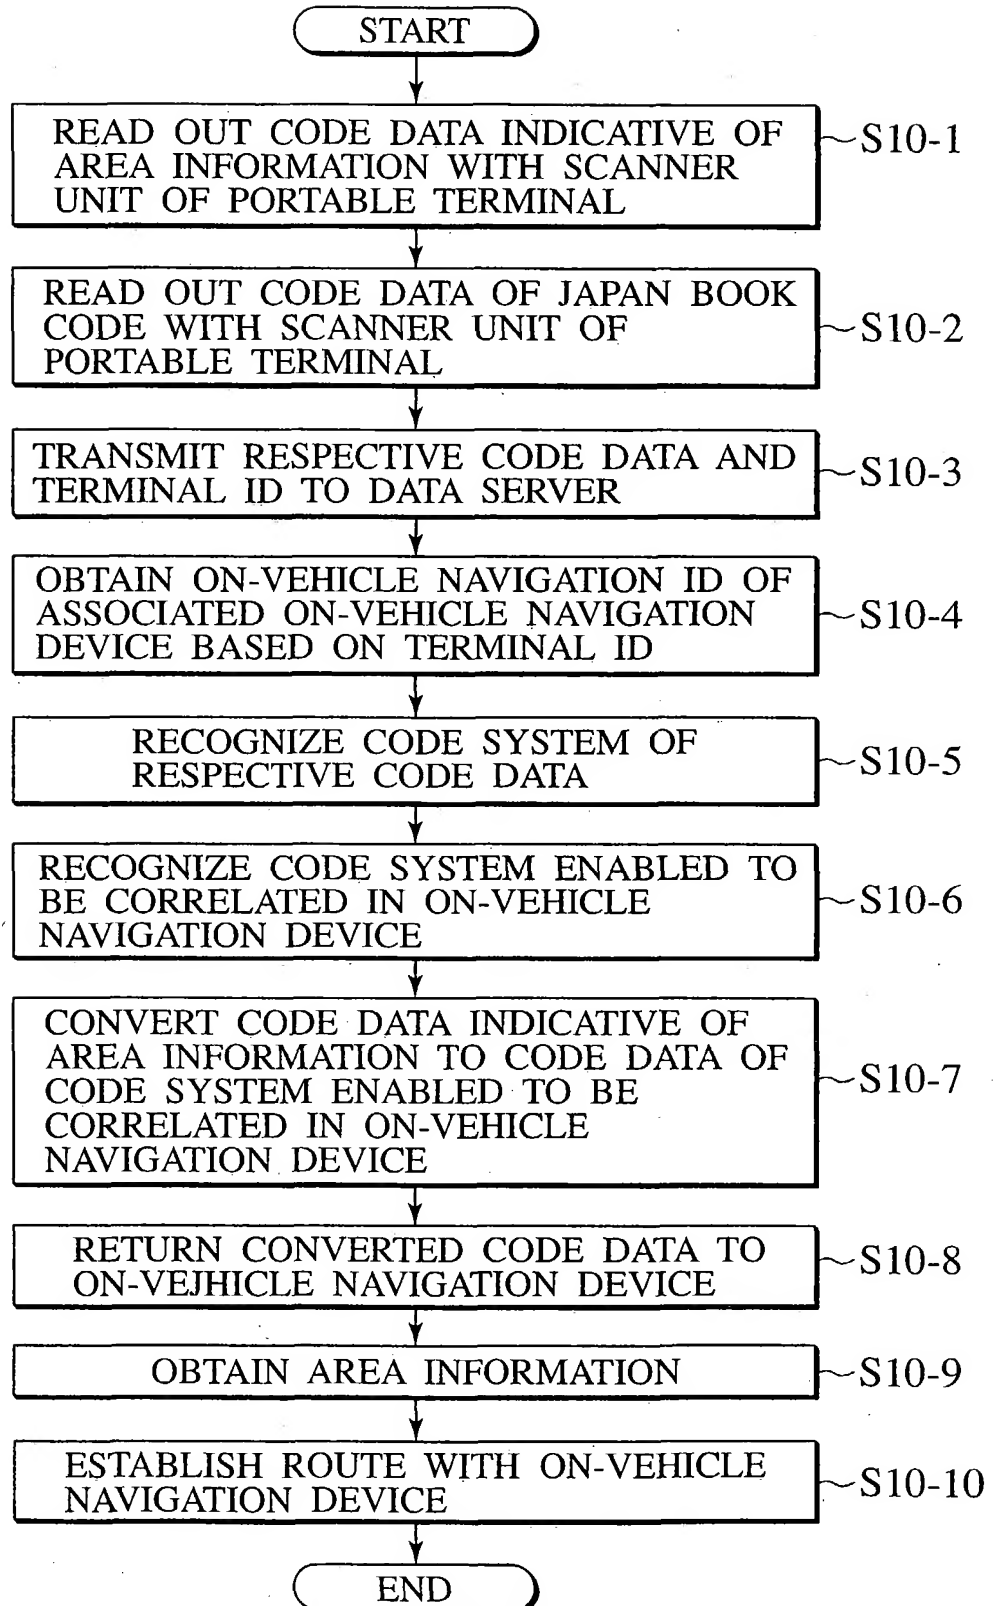 START
READ OUT CODE DATA INDICATIVE OF
AREA INFORMATION WITH SCANNER
UNIT OF PORTABLE TERMINAL
S10-1
READ OUT CODE DATA OF JAPAN BOOK
CODE WITH SCANNER UNIT OF
PORTABLE TERMINAL
S10-2
TRANSMIT RESPECTIVE CODE DATA AND
TERMINAL ID TO DATA SERVER
S10-3
OBTAIN ON-VEHICLE NAVIGATION ID OF
ASSOCIATED ON-VEHICLE NAVIGATION
DEVICE BASED ON TERMINAL ID
S10-4
RECOGNIZE CODE SYSTEM OF
RESPECTIVE CODE DATA
S10-5
RECOGNIZE CODE SYSTEM ENABLED TO
BE CORRELATED IN ON-VEHICLE
NAVIGATION DEVICE
S10-6
CONVERT CODE DATA INDICATIVE OF
AREA INFORMATION TO CODE DATA OF
CODE SYSTEM ENABLED TO BE
CORRELATED IN ON-VEHICLE
NAVIGATION DEVICE
S10-7
RETURN CONVERTED CODE DATA TO
ON-VEJHICLE NAVIGATION DEVICE
S10-8
OBTAIN AREA INFORMATION
S10-9
ESTABLISH ROUTE WITH ON-VEHICLE
NAVIGATION DEVICE
S10-10
END